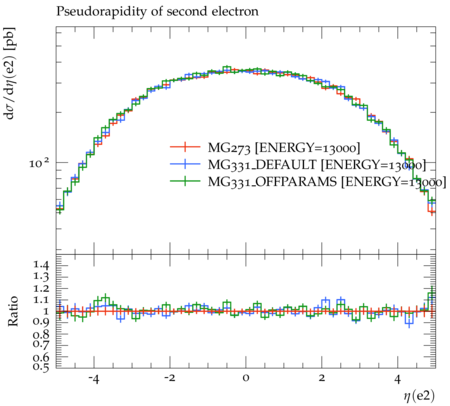 Pseudorapidity of second electron
dσ/dη(e2) [pb]
MG273 [ENERGY=13000]
MG331_DEFAULT [ENERGY=13000]
10²
MG331_OFFPARAMS [ENERGY=13000]
Ratio
1.4
1.3
1.2
1.1
1
0.9
0.8
0.7
0.6
0.5
-4 -2 0 2 4
η(e2)